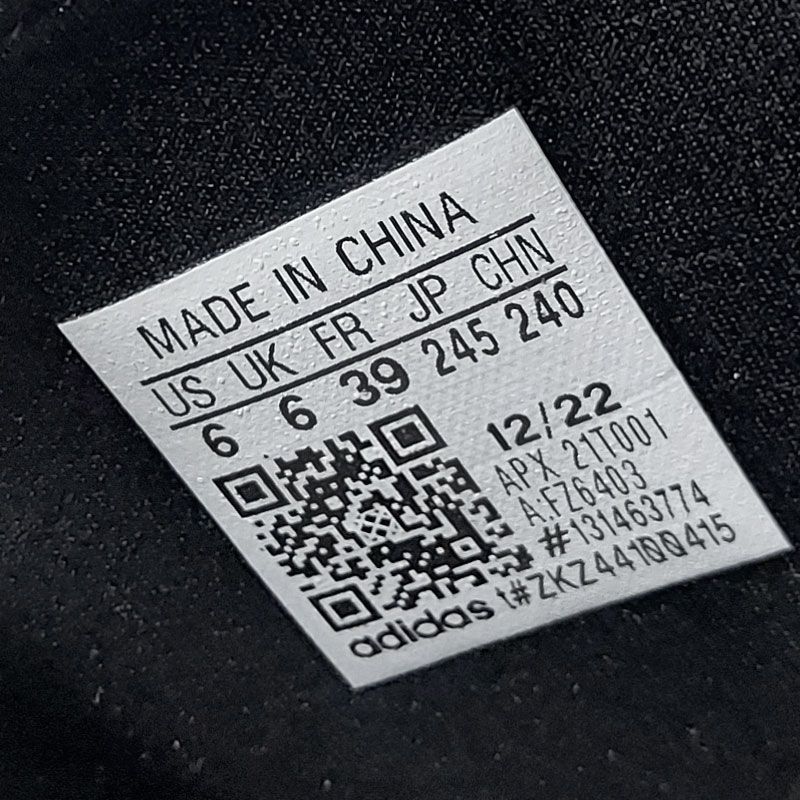 MADE IN CHINA
US UK FR JP CHN
6 6 39 245 240
12/22
APX 21T001
A:FZ6403
#131463774
t#ZKZ4410Q415
adidas